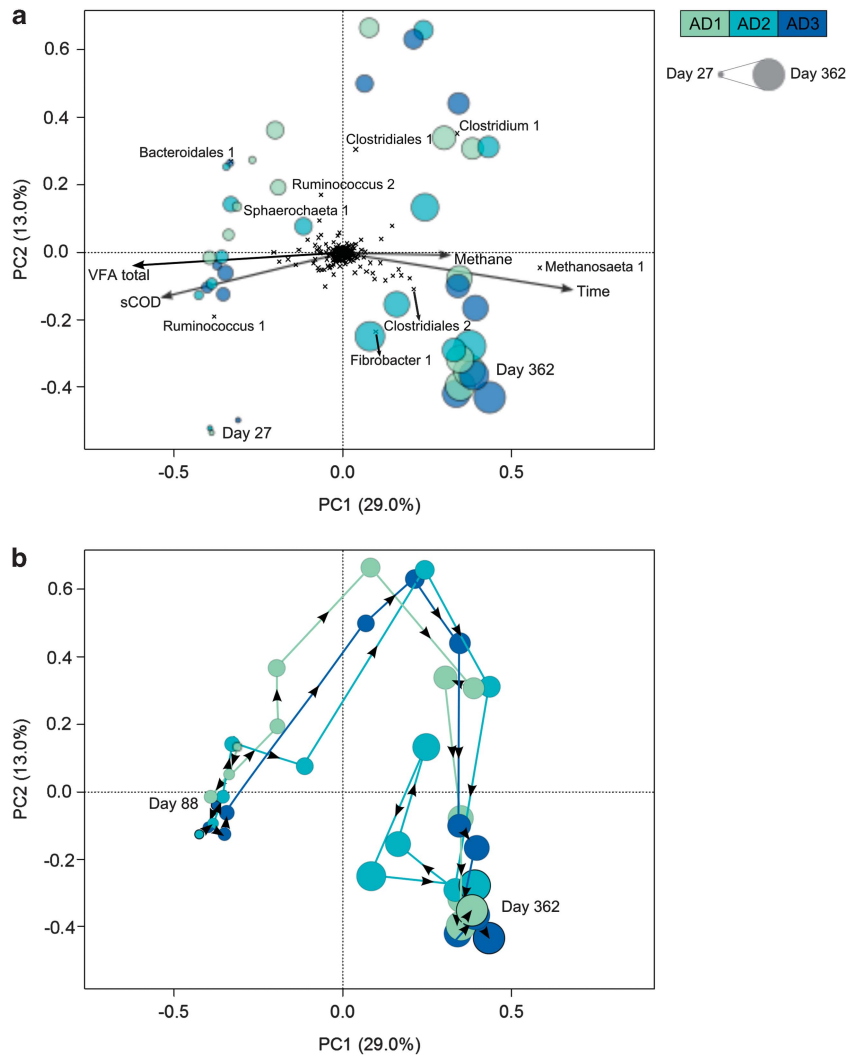 a
AD1 AD2 AD3
Day 27 Day 362
0.6
0.4
0.2
0.0
-0.2
-0.4
PC2 (13.0%)
Clostridium 1
Clostridiales 1
Bacteroidales 1
Ruminococcus 2
Sphaerochaeta 1
Methane
Methanosaeta 1
VFA total
Time
sCOD
Ruminococcus 1
Clostridiales 2
Fibrobacter 1
Day 362
Day 27
-0.5 0.0 0.5
PC1 (29.0%)
b
0.6
0.4
0.2
0.0
-0.2
-0.4
PC2 (13.0%)
Day 88
Day 362
-0.5 0.0 0.5
PC1 (29.0%)